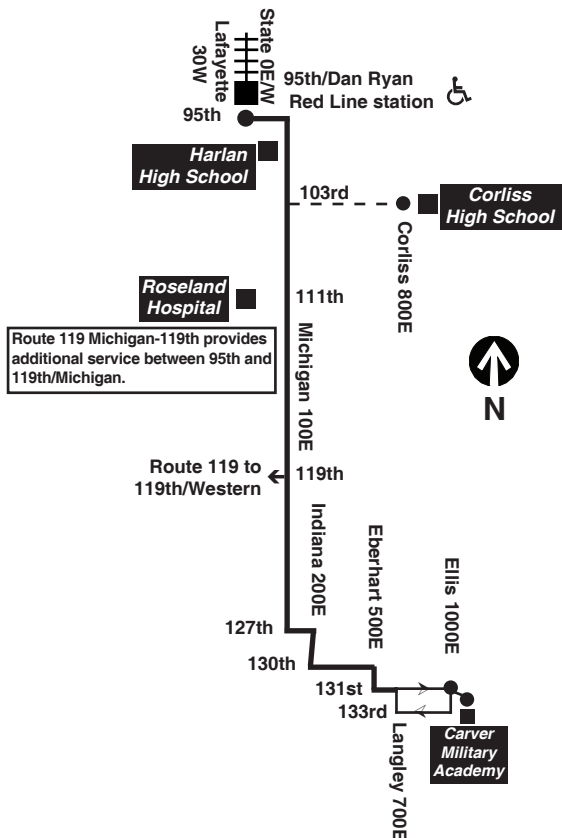 State 0E/W
Lafayette
30W
95th/Dan Ryan
Red Line station
95th
Harlan
High School
103rd
Corliss
High School
Corliss 800E
Roseland
Hospital
111th
Route 119 Michigan-119th provides
additional service between 95th and
119th/Michigan.
Michigan 100E
N
Route 119 to
119th/Western
119th
Indiana 200E
Eberhart 500E
Ellis 1000E
127th
130th
131st
133rd
Langley 700E
Carver
Military
Academy